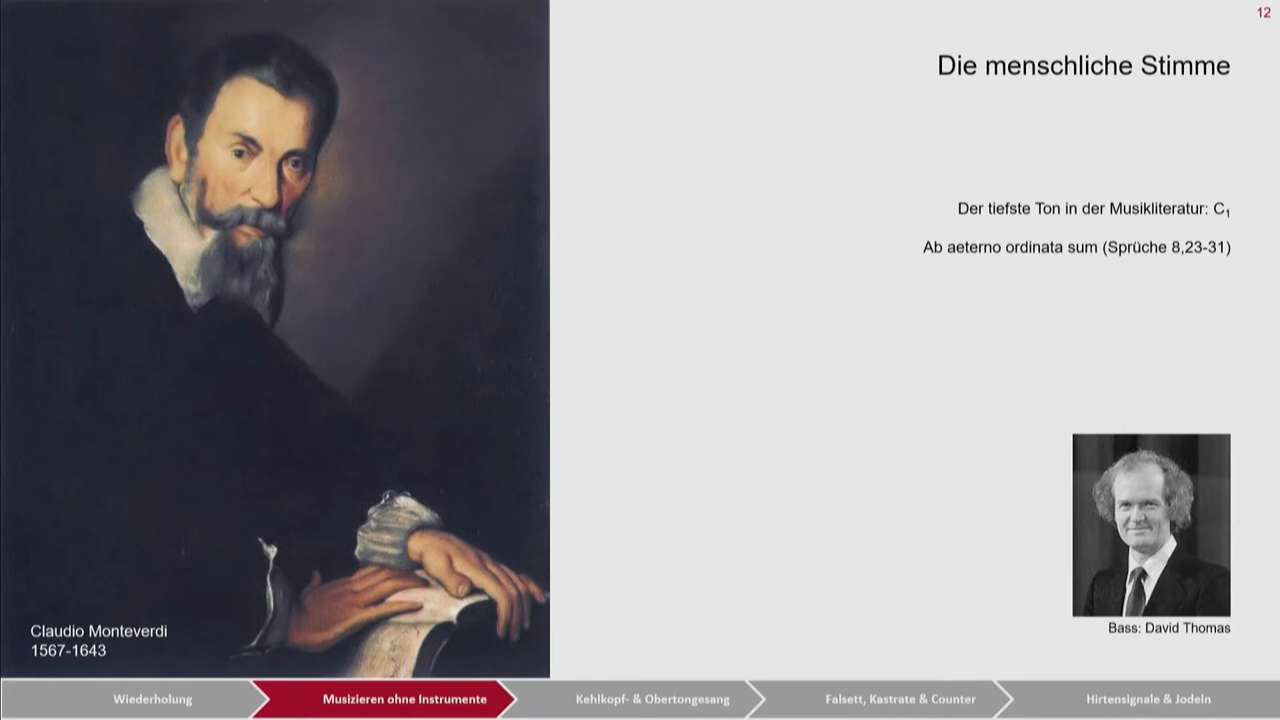 12
Die menschliche Stimme
Der tiefste Ton in der Musikliteratur: C₁
Ab aeterno ordinata sum (Sprüche 8,23-31)
Claudio Monteverdi
1567-1643
Bass: David Thomas
Wiederholung
Musizieren ohne Instrumente
Kehlkopf- & Obertongesang
Falsett, Kastrate & Counter
Hirtensignale & Jodeln